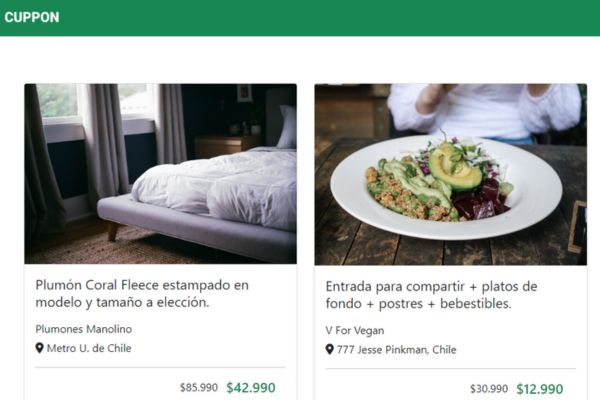 CUPPON
Plumón Coral Fleece estampado en
modelo y tamaño a elección.
Plumones Manolino
Metro U. de Chile
$85.990 $42.990
Entrada para compartir + platos de
fondo + postres + bebestibles.
V For Vegan
777 Jesse Pinkman, Chile
$30.990 $12.990